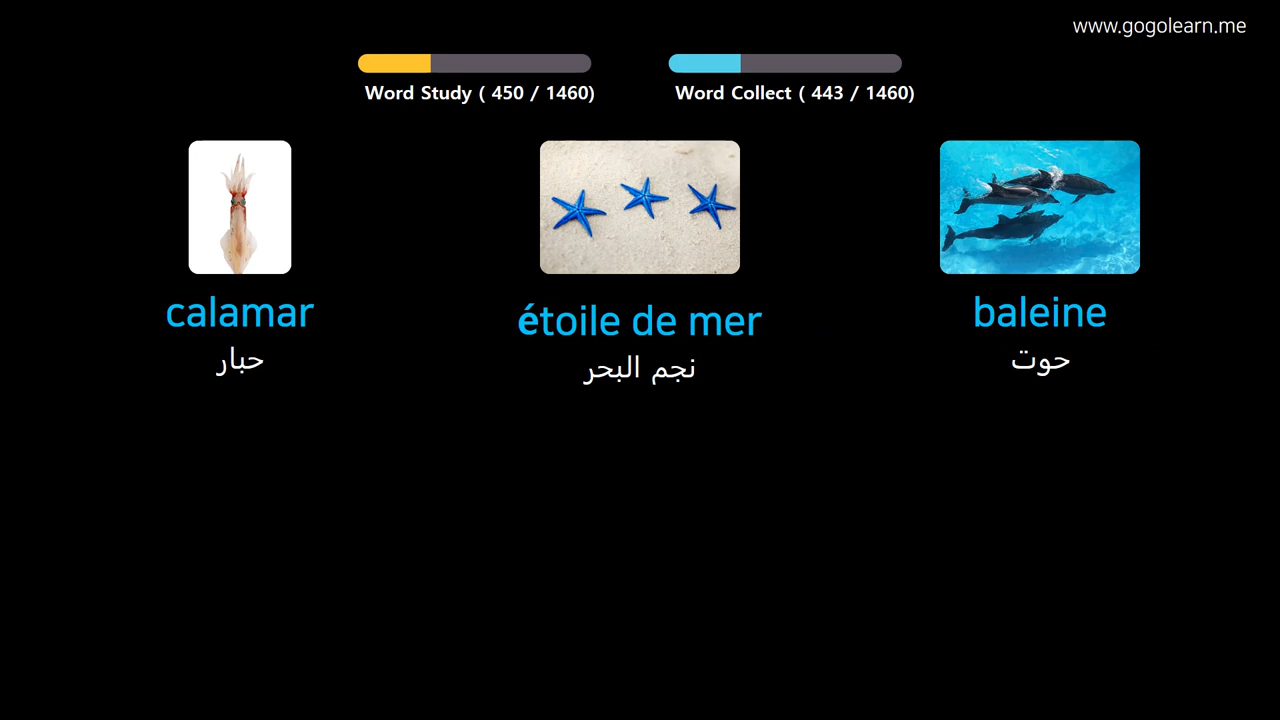 www.gogolearn.me
Word Study ( 450 / 1460)
Word Collect ( 443 / 1460)
calamar
حبار
étoile de mer
نجم البحر
baleine
حوت